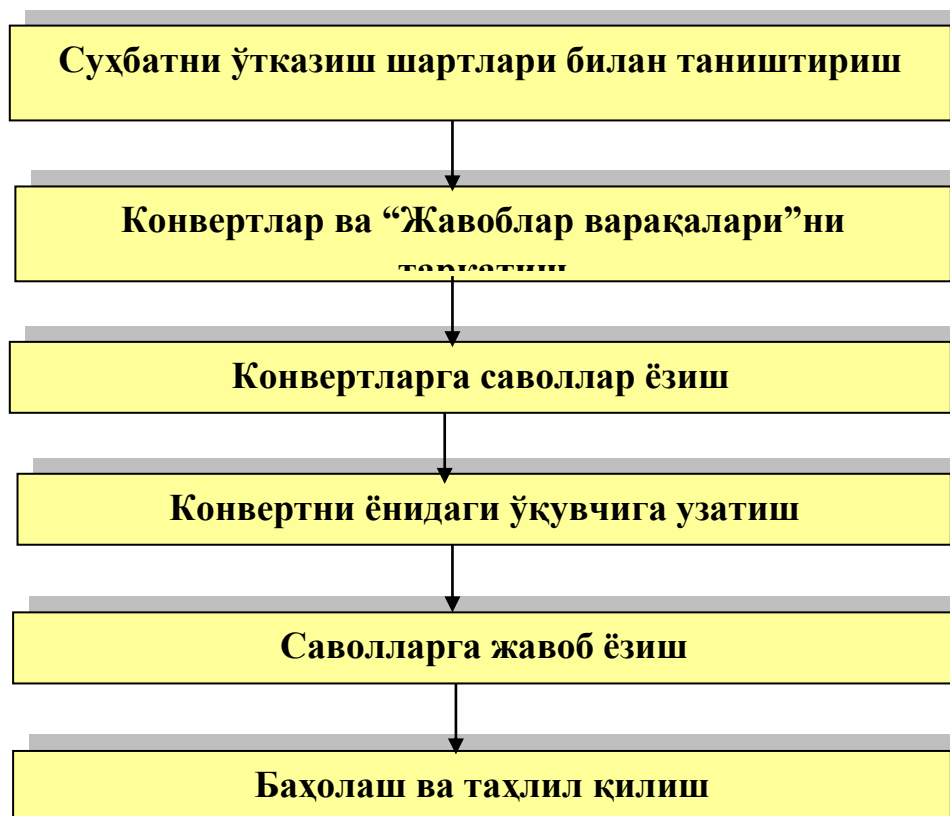 Суҳбатни ўтказиш шартлари билан таништириш
Конвертлар ва “Жавоблар варақалари”ни
тарқатиш
Конвертларга саволлар ёзиш
Конвертни ёнидаги ўқувчига узатиш
Саволларга жавоб ёзиш
Баҳолаш ва таҳлил қилиш